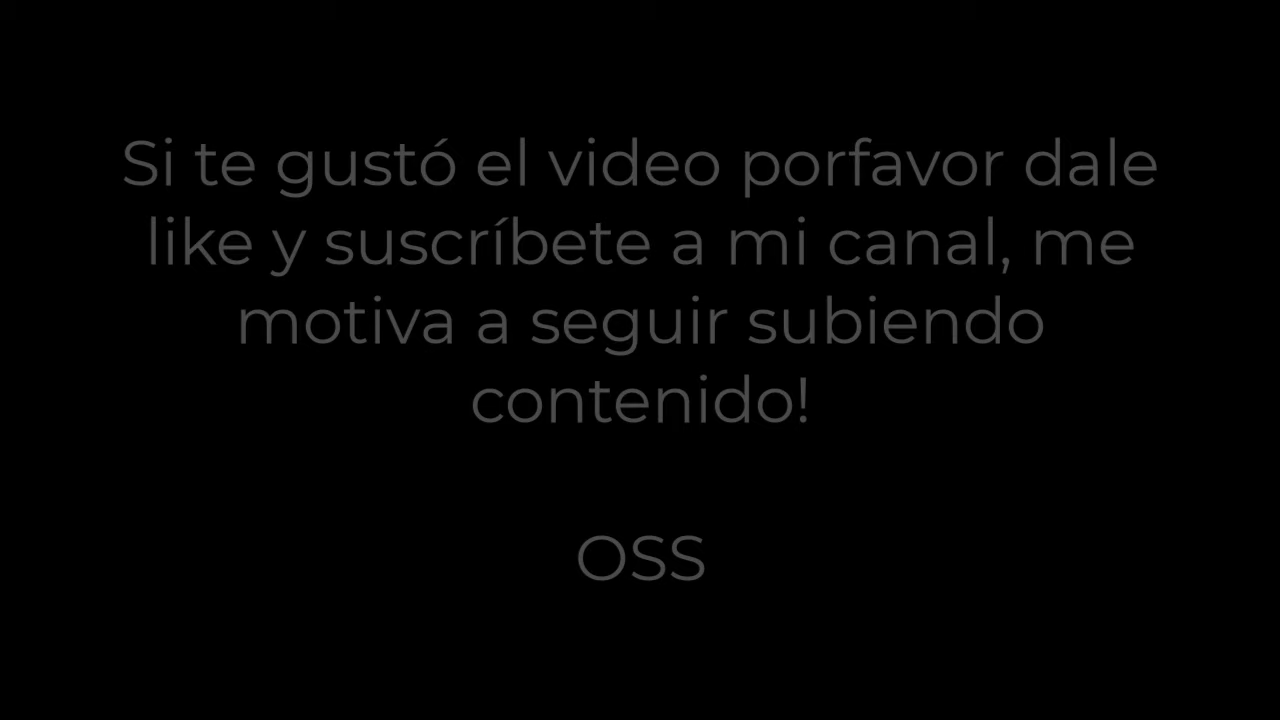 Si te gustó el video porfavor dale
like y suscríbete a mi canal, me
motiva a seguir subiendo
contenido!
OSS